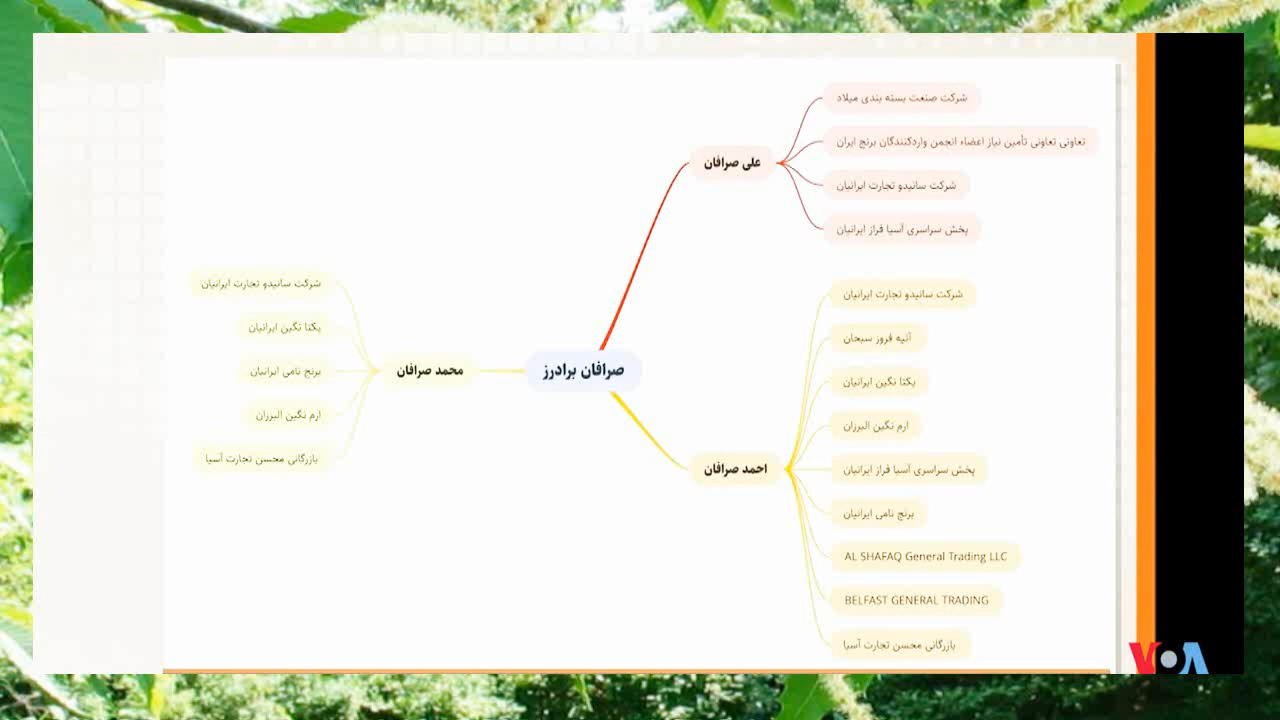 شرکت صنعت بسته بندی میلاد
تعاونی تعاونی تأمین نیاز اعضاء انجمن واردکنندگان برنج ایران
علی صرافان
شرکت سانیدو تجارت ایرانیان
پخش سراسری آسیا فراز ایرانیان
شرکت سانیدو تجارت ایرانیان
یکتا نگین ایرانیان
برنج نامی ایرانیان
ارم نگین البرزان
بازرگانی محسن تجارت آسیا
محمد صرافان
صرافان برادرز
شرکت سانیدو تجارت ایرانیان
آتیه فروز سبحان
یکتا نگین ایرانیان
ارم نگین البرزان
احمد صرافان
پخش سراسری آسیا فراز ایرانیان
برنج نامی ایرانیان
AL SHAFAQ General Trading LLC
BELFAST GENERAL TRADING
بازرگانی محسن تجارت آسیا
VOA